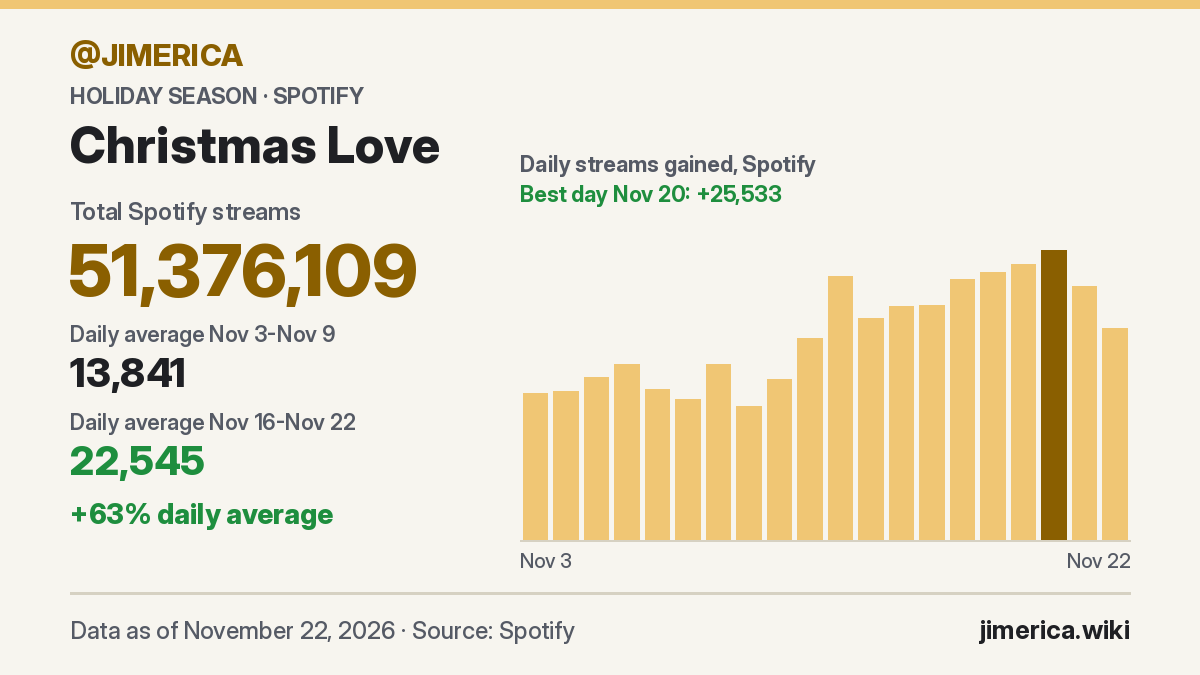 @JIMERICA
HOLIDAY SEASON · SPOTIFY
Christmas Love
Total Spotify streams
51,376,109
Daily average Nov 3-Nov 9
13,841
Daily average Nov 16-Nov 22
22,545
+63% daily average
Daily streams gained, Spotify
Best day Nov 20: +25,533
Nov 3
Nov 22
Data as of November 22, 2026 · Source: Spotify
jimerica.wiki